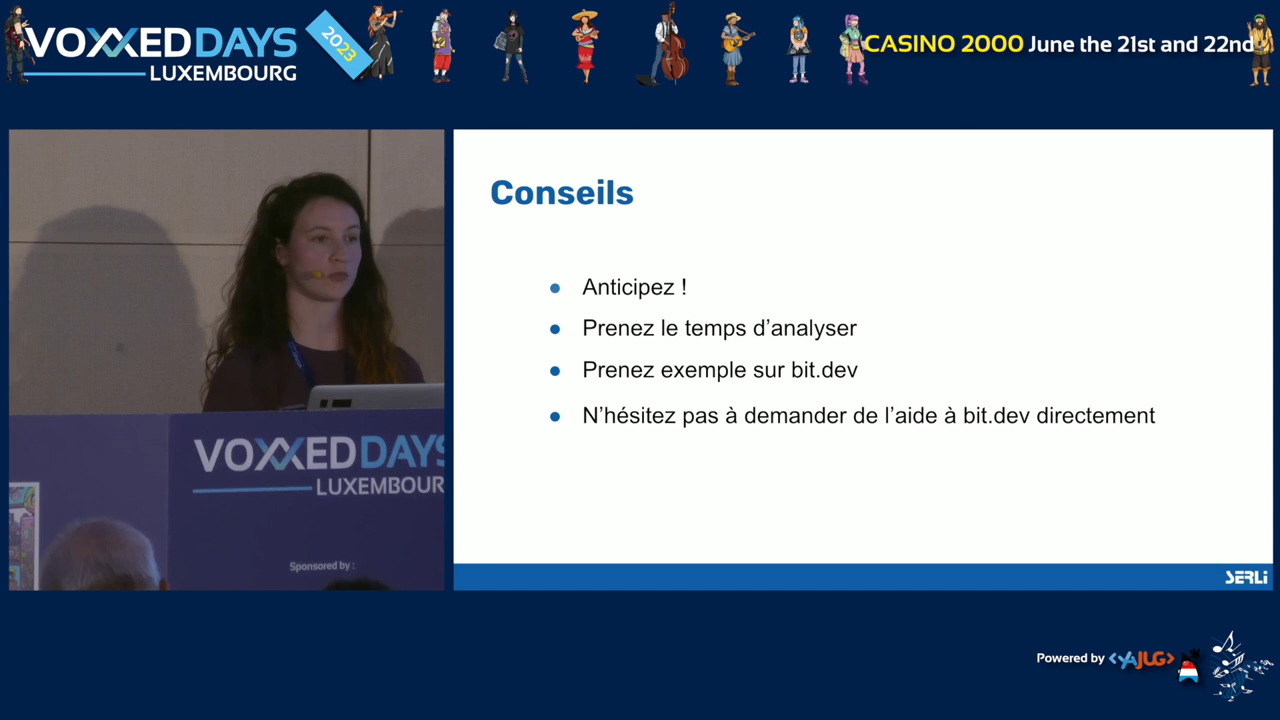 VOXXED DAYS
LUXEMBOURG
2023
CASINO 2000 June the 21st and 22nd
Conseils
Anticipez !
Prenez le temps d'analyser
Prenez exemple sur bit.dev
N'hésitez pas à demander de l'aide à bit.dev directement
VOXXED DAYS
LUXEMBOUR
Sponsored by :
SERLI
Powered by <YAJUG>